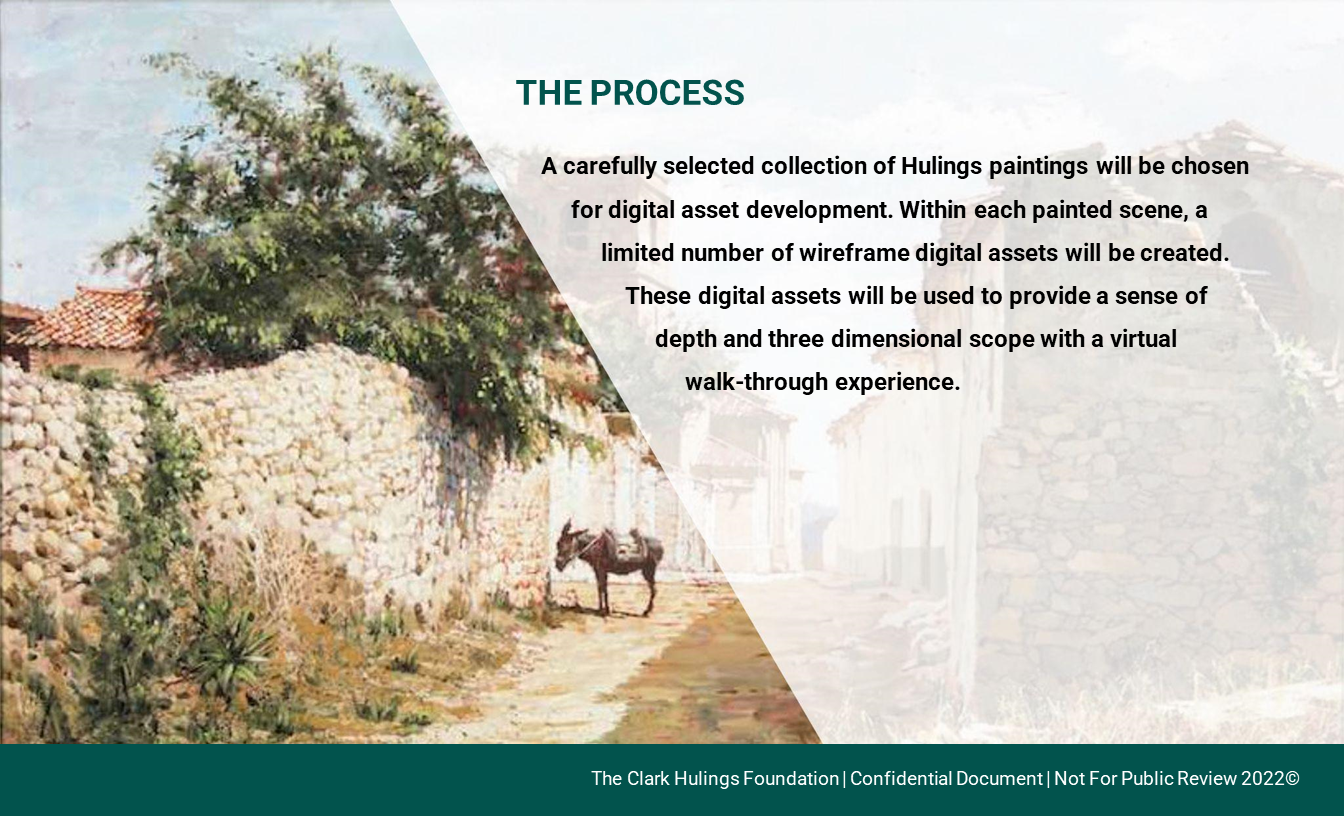 THE PROCESS
A carefully selected collection of Hulings paintings will be chosen
for digital asset development. Within each painted scene, a
limited number of wireframe digital assets will be created.
These digital assets will be used to provide a sense of
depth and three dimensional scope with a virtual
walk-through experience.
The Clark Hulings Foundation | Confidential Document | Not For Public Review 2022©